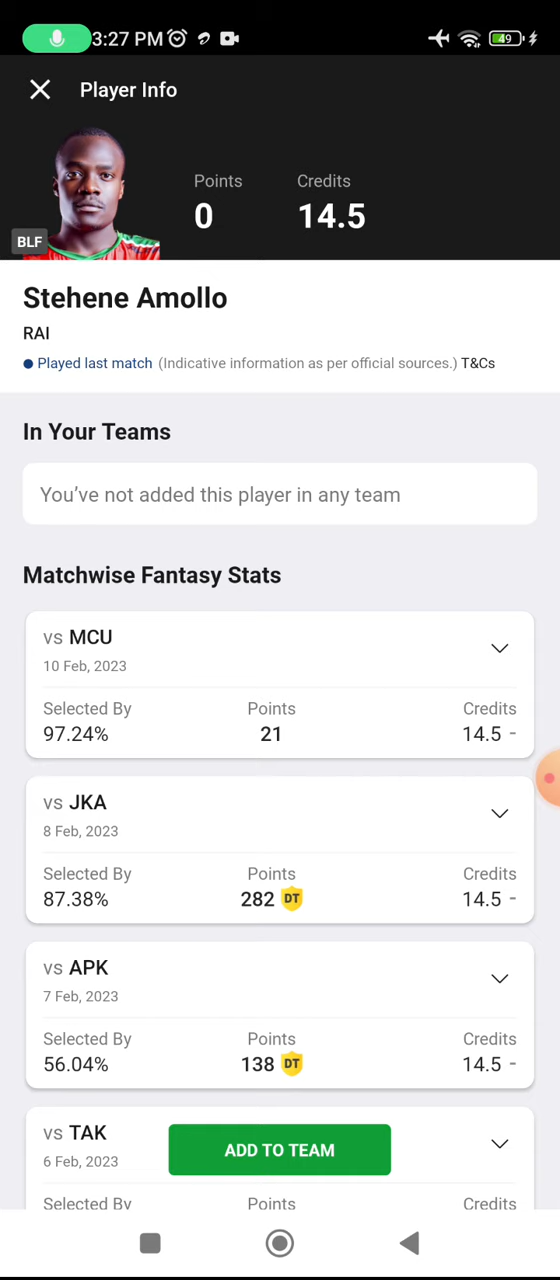 3:27 PM
49
Player Info
Points
Credits
0
14.5
BLF
Stehene Amollo
RAI
Played last match (Indicative information as per official sources.) T&Cs
In Your Teams
You’ve not added this player in any team
Matchwise Fantasy Stats
vs MCU
10 Feb, 2023
Selected By Points Credits
97.24% 21 14.5 -
vs JKA
8 Feb, 2023
Selected By Points Credits
87.38% 282 DT 14.5 -
vs APK
7 Feb, 2023
Selected By Points Credits
56.04% 138 DT 14.5 -
vs TAK
6 Feb, 2023
ADD TO TEAM
Selected By Points Credits